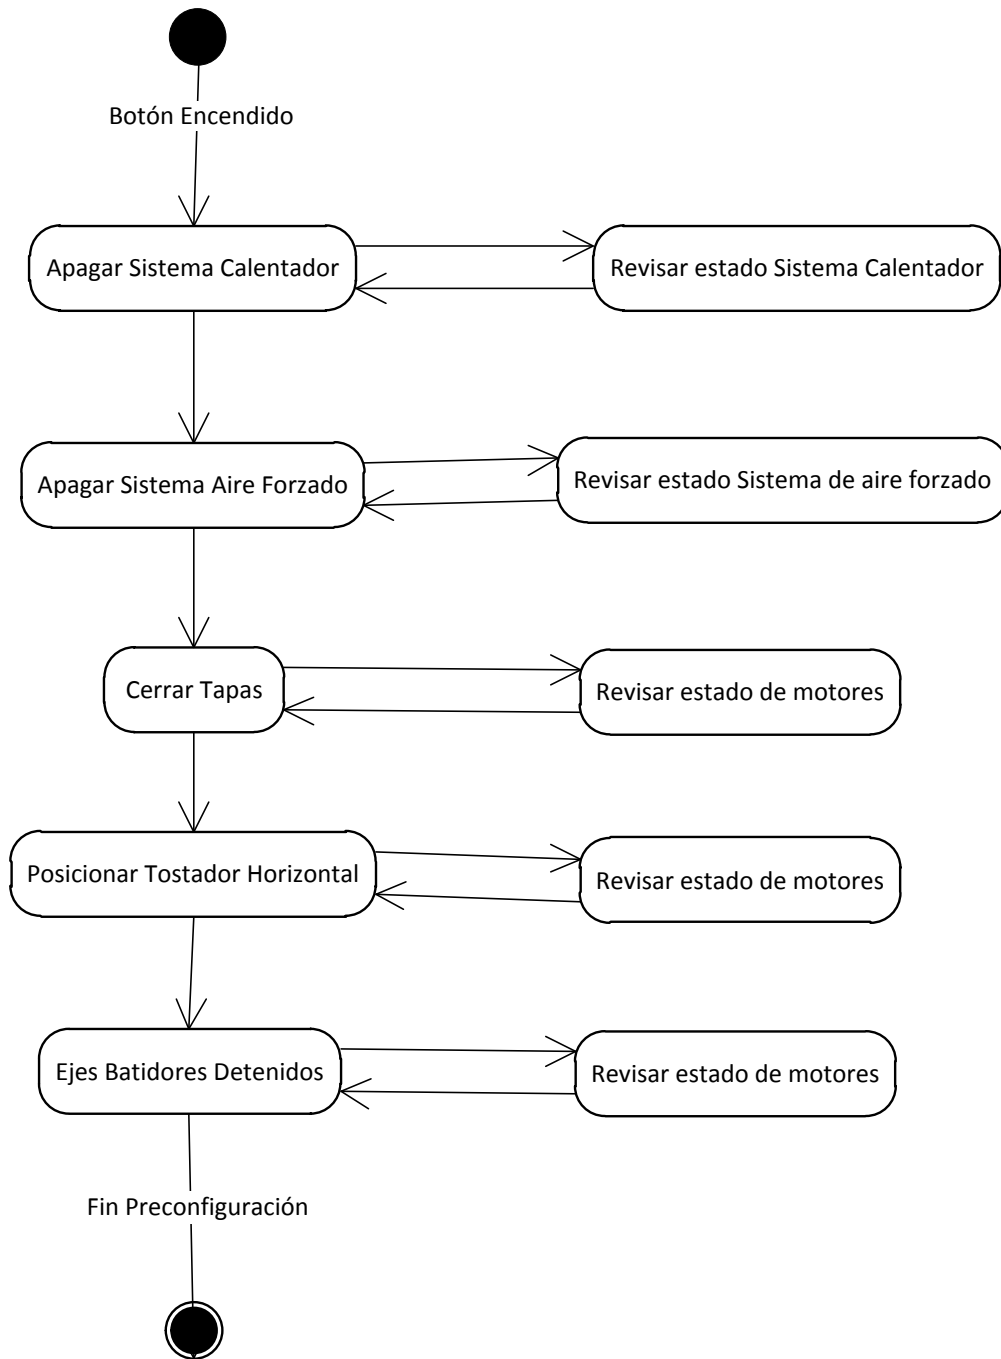 Botón Encendido
Apagar Sistema Calentador
Revisar estado Sistema Calentador
Apagar Sistema Aire Forzado
Revisar estado Sistema de aire forzado
Cerrar Tapas
Revisar estado de motores
Posicionar Tostador Horizontal
Revisar estado de motores
Ejes Batidores Detenidos
Revisar estado de motores
Fin Preconfiguración